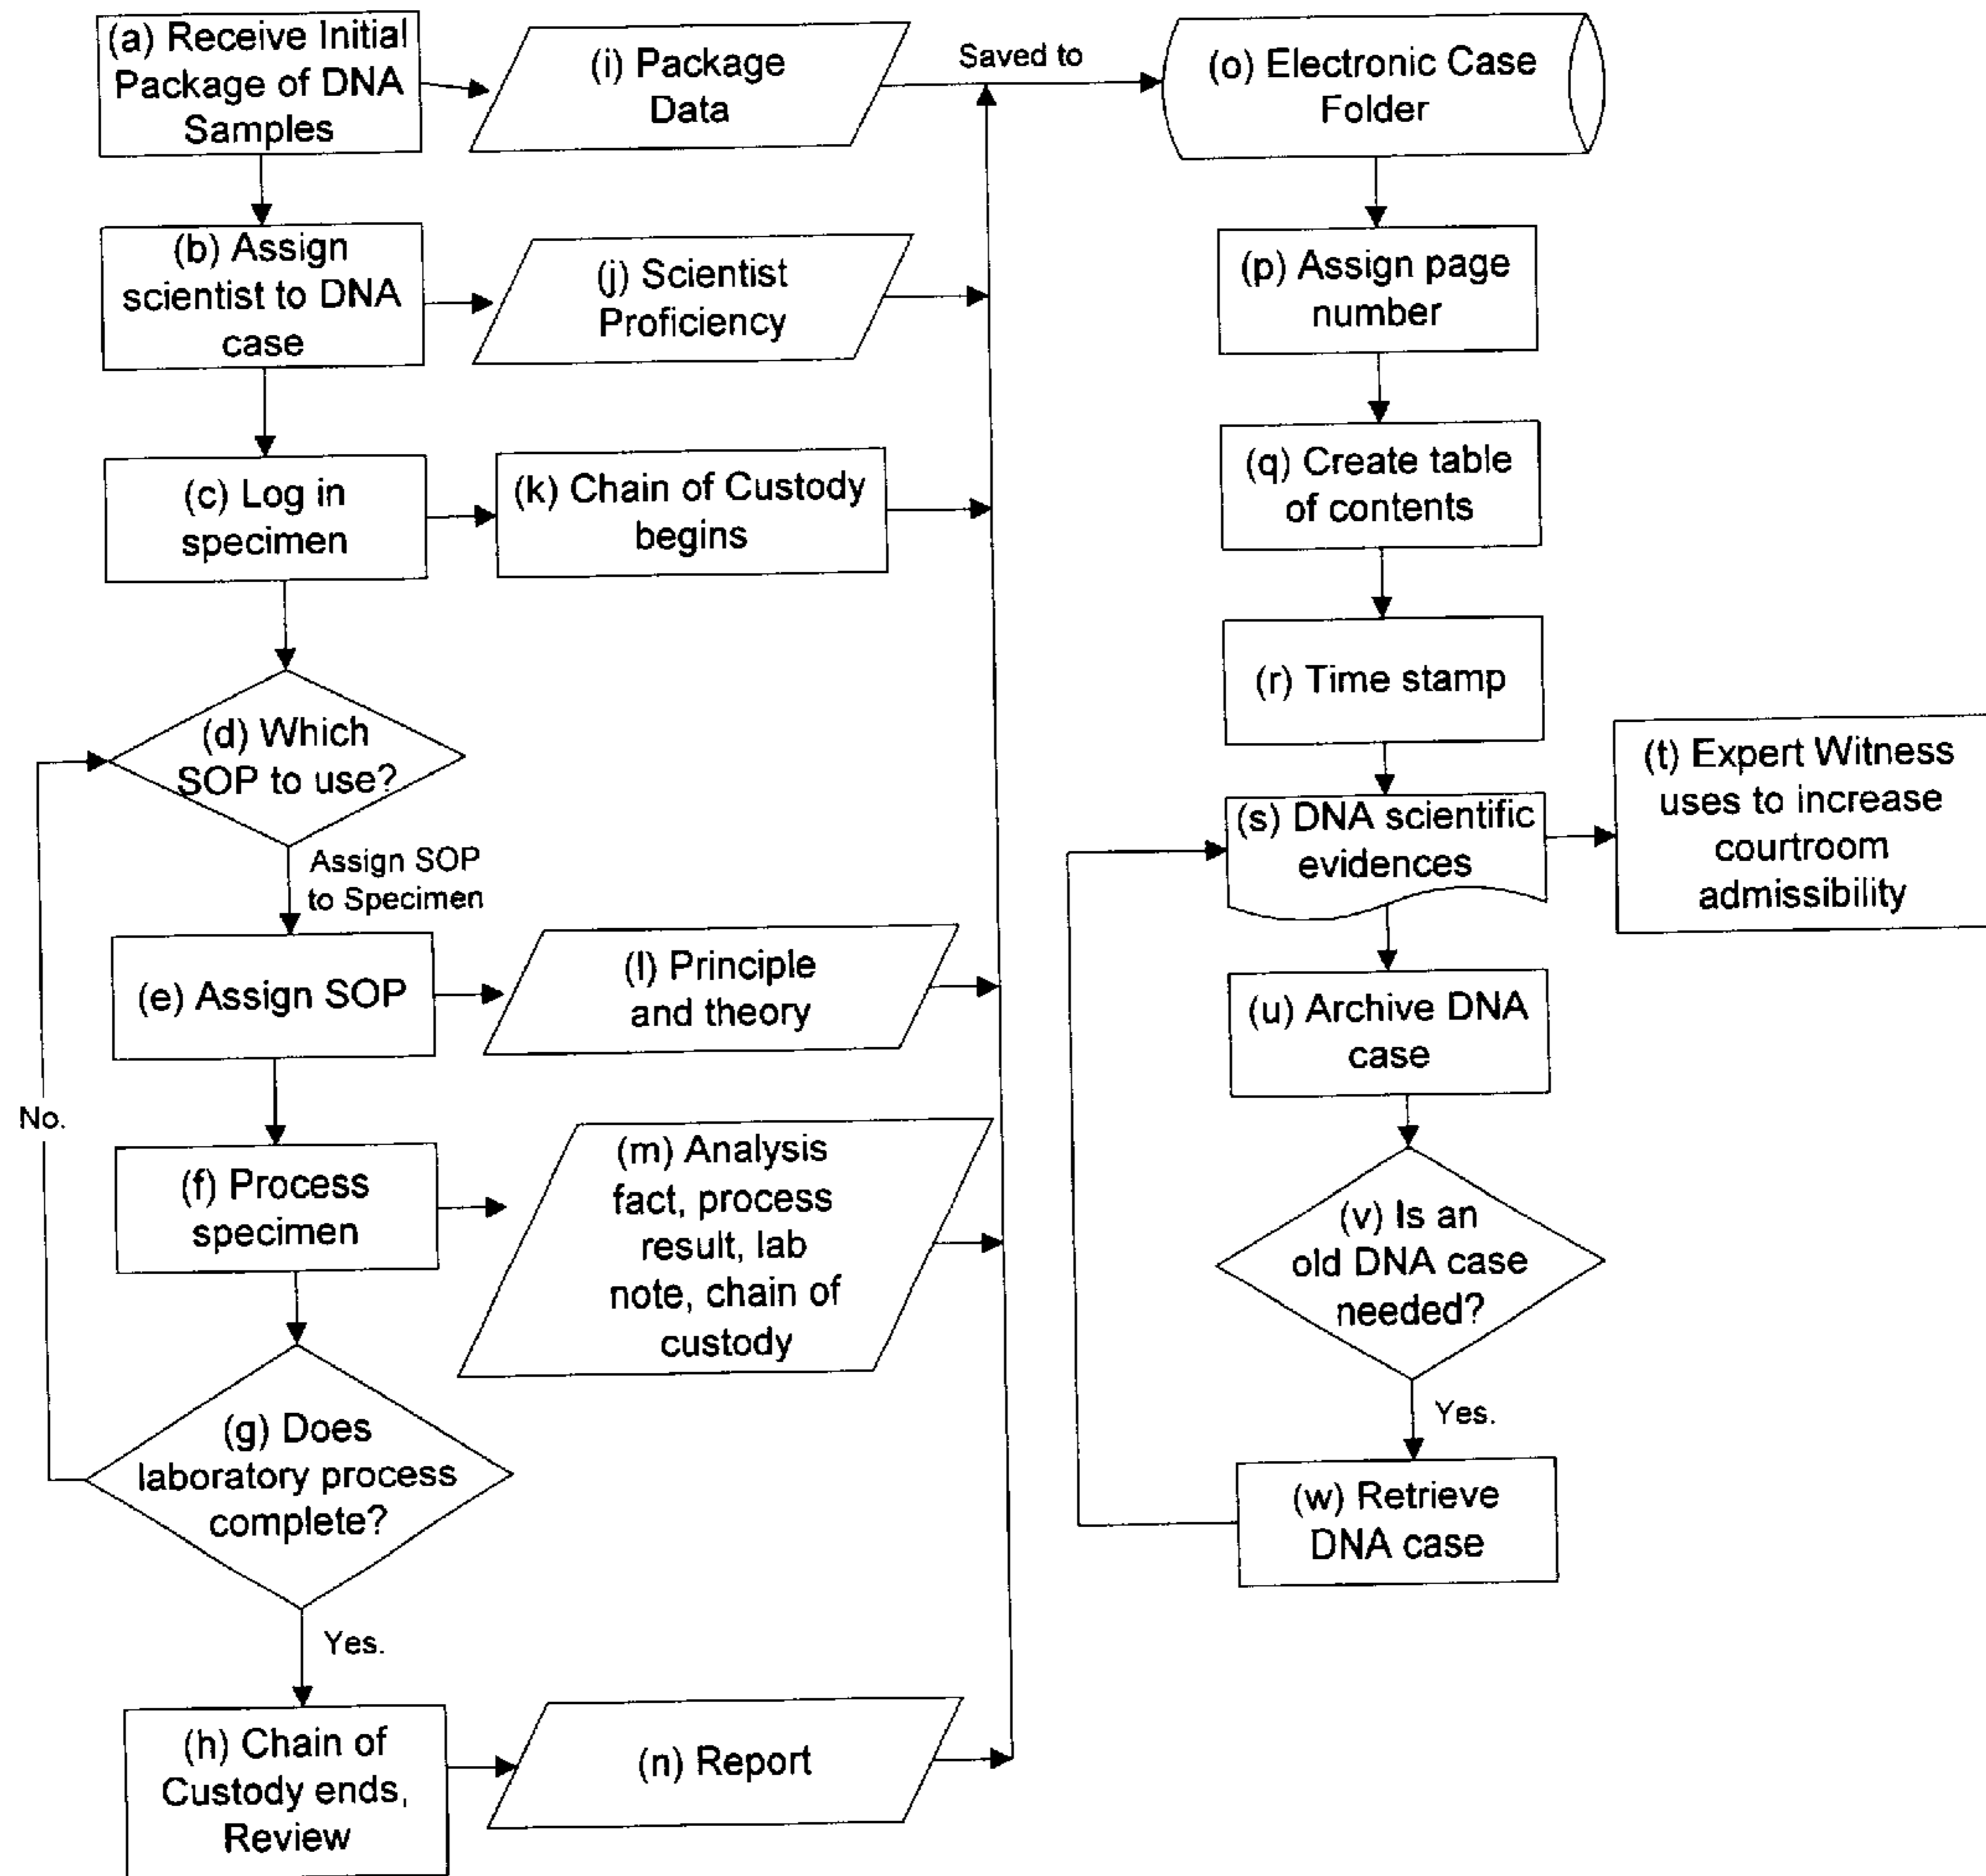 (a) Receive Initial
Package of DNA
Samples
(i) Package
Data
Saved to
(o) Electronic Case
Folder
(b) Assign
scientist to DNA
case
(j) Scientist
Proficiency
(p) Assign page
number
(c) Log in
specimen
(k) Chain of Custody
begins
(q) Create table
of contents
(r) Time stamp
(d) Which
SOP to use?
Assign SOP
to Specimen
(s) DNA scientific
evidences
(t) Expert Witness
uses to increase
courtroom
admissibility
(e) Assign SOP
(l) Principle
and theory
(u) Archive DNA
case
No.
(f) Process
specimen
(m) Analysis
fact, process
result, lab
note, chain of
custody
(v) Is an
old DNA case
needed?
Yes.
(g) Does
laboratory process
complete?
(w) Retrieve
DNA case
Yes.
(h) Chain of
Custody ends,
Review
(n) Report